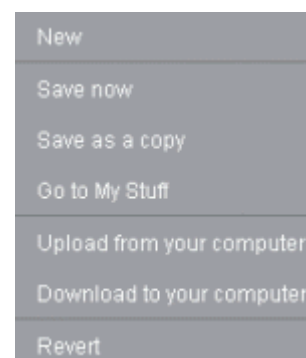 New
Save now
Save as a copy
Go to My Stuff
Upload from your computer
Download to your computer
Revert